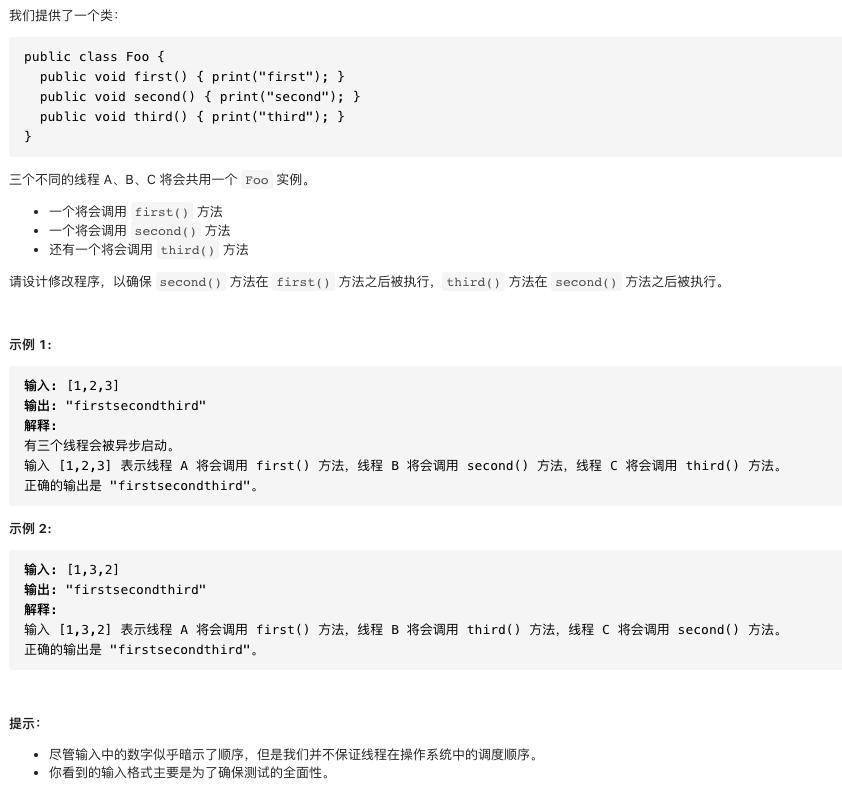 我们提供了一个类：
public class Foo {
  public void first() { print("first"); }
  public void second() { print("second"); }
  public void third() { print("third"); }
}
三个不同的线程 A、B、C 将会共用一个 Foo 实例。
• 一个将会调用 first() 方法
• 一个将会调用 second() 方法
• 还有一个将会调用 third() 方法
请设计修改程序，以确保 second() 方法在 first() 方法之后被执行，third() 方法在 second() 方法之后被执行。
示例 1:
输入: [1,2,3]
输出: "firstsecondthird"
解释:
有三个线程会被异步启动。
输入 [1,2,3] 表示线程 A 将会调用 first() 方法，线程 B 将会调用 second() 方法，线程 C 将会调用 third() 方法。
正确的输出是 "firstsecondthird"。
示例 2:
输入: [1,3,2]
输出: "firstsecondthird"
解释:
输入 [1,3,2] 表示线程 A 将会调用 first() 方法，线程 B 将会调用 third() 方法，线程 C 将会调用 second() 方法。
正确的输出是 "firstsecondthird"。
提示：
• 尽管输入中的数字似乎暗示了顺序，但是我们并不保证线程在操作系统中的调度顺序。
• 你看到的输入格式主要是为了确保测试的全面性。